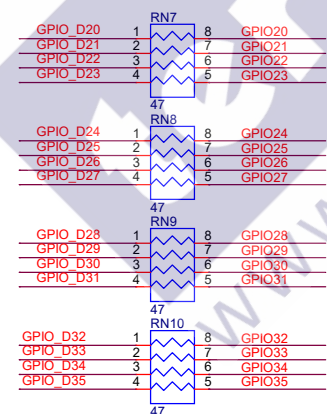 RN7
GPIO_D20 1 8 GPIO20
GPIO_D21 2 7 GPIO21
GPIO_D22 3 6 GPIO22
GPIO_D23 4 5 GPIO23
47
RN8
GPIO_D24 1 8 GPIO24
GPIO_D25 2 7 GPIO25
GPIO_D26 3 6 GPIO26
GPIO_D27 4 5 GPIO27
47
RN9
GPIO_D28 1 8 GPIO28
GPIO_D29 2 7 GPIO29
GPIO_D30 3 6 GPIO30
GPIO_D31 4 5 GPIO31
47
RN10
GPIO_D32 1 8 GPIO32
GPIO_D33 2 7 GPIO33
GPIO_D34 3 6 GPIO34
GPIO_D35 4 5 GPIO35
47